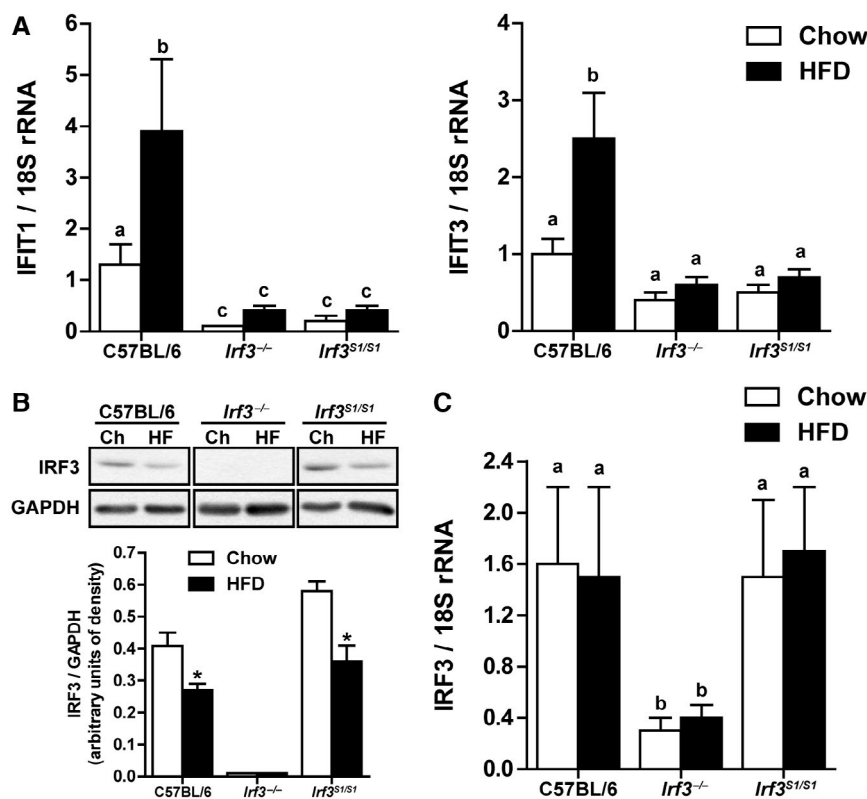 A
IFIT1 / 18S rRNA
6
5
4
3
2
1
0
a
b
c
c
c
c
C57BL/6
Irf3−/−
Irf3S1/S1
IFIT3 / 18S rRNA
4
3
2
1
0
a
b
a
a
a
a
C57BL/6
Irf3−/−
Irf3S1/S1
Chow
HFD
B
C57BL/6
Irf3−/−
Irf3S1/S1
Ch HF Ch HF Ch HF
IRF3
GAPDH
IRF3 / GAPDH
(arbitrary units of density)
0.7
0.6
0.5
0.4
0.3
0.2
0.1
0.0
Chow
HFD
*
*
C57BL/6
Irf3−/−
Irf3S1/S1
C
Chow
HFD
IRF3 / 18S rRNA
2.4
2.0
1.6
1.2
0.8
0.4
0.0
a
a
b
b
a
a
C57BL/6
Irf3−/−
Irf3S1/S1